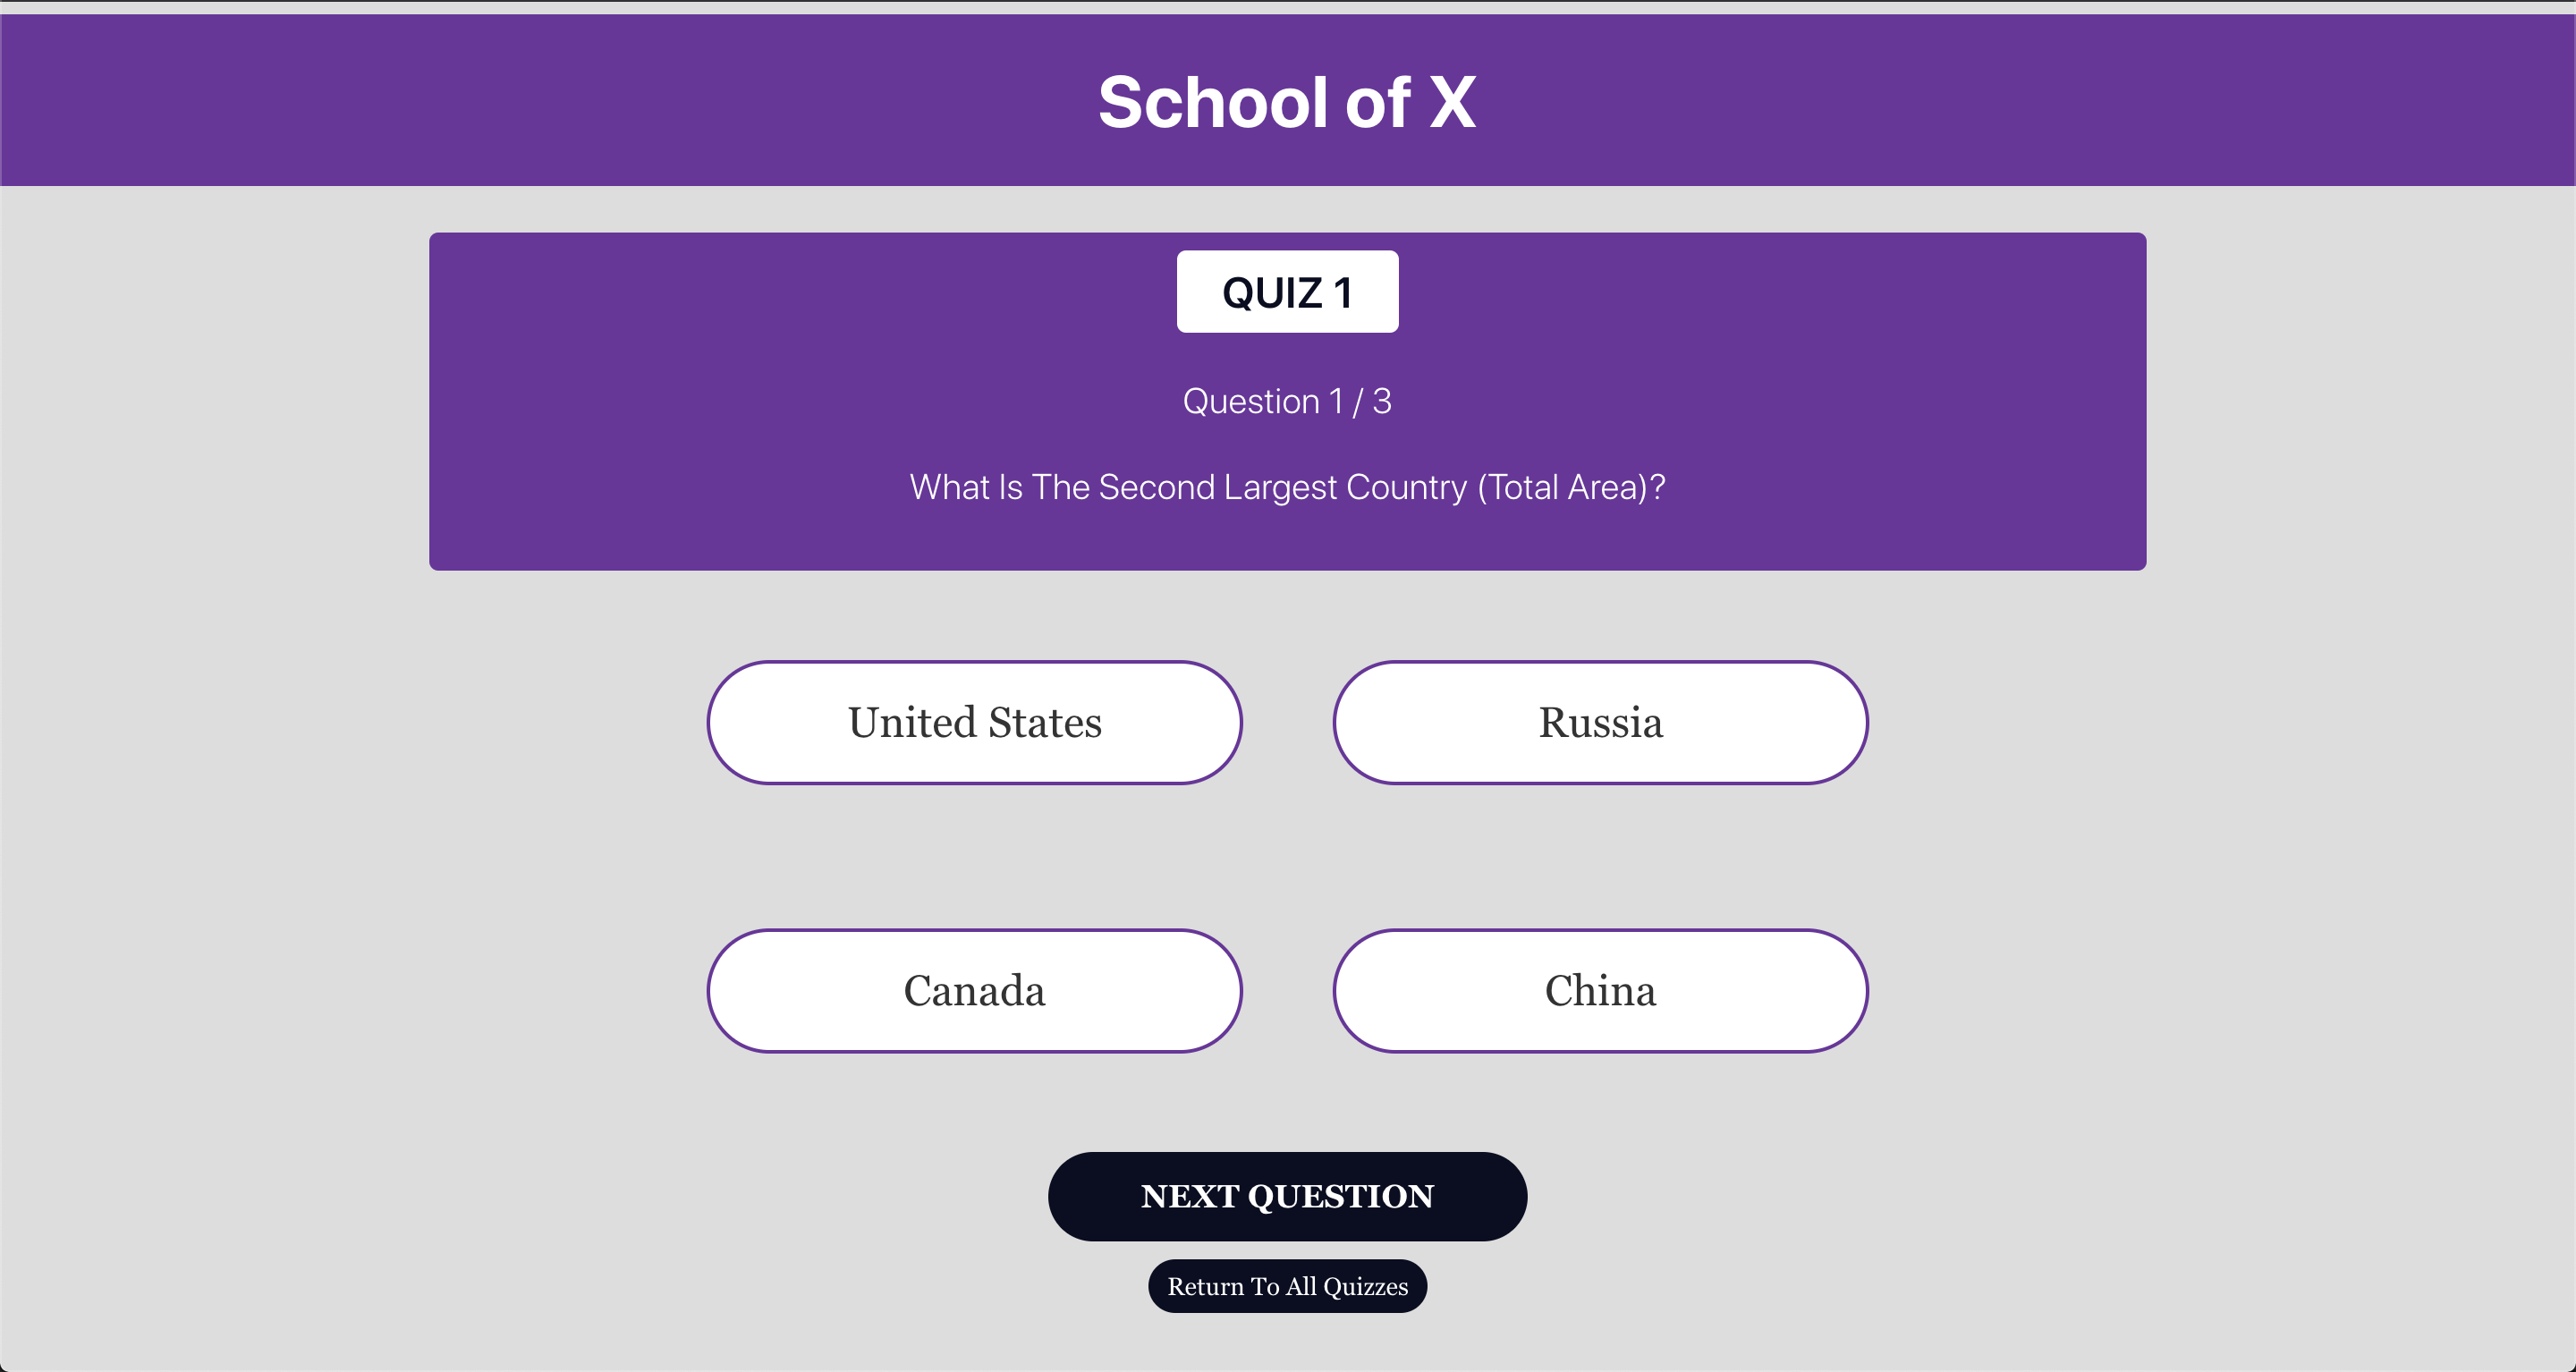 School of X
QUIZ 1
Question 1 / 3
What Is The Second Largest Country (Total Area)?
United States
Russia
Canada
China
NEXT QUESTION
Return To All Quizzes